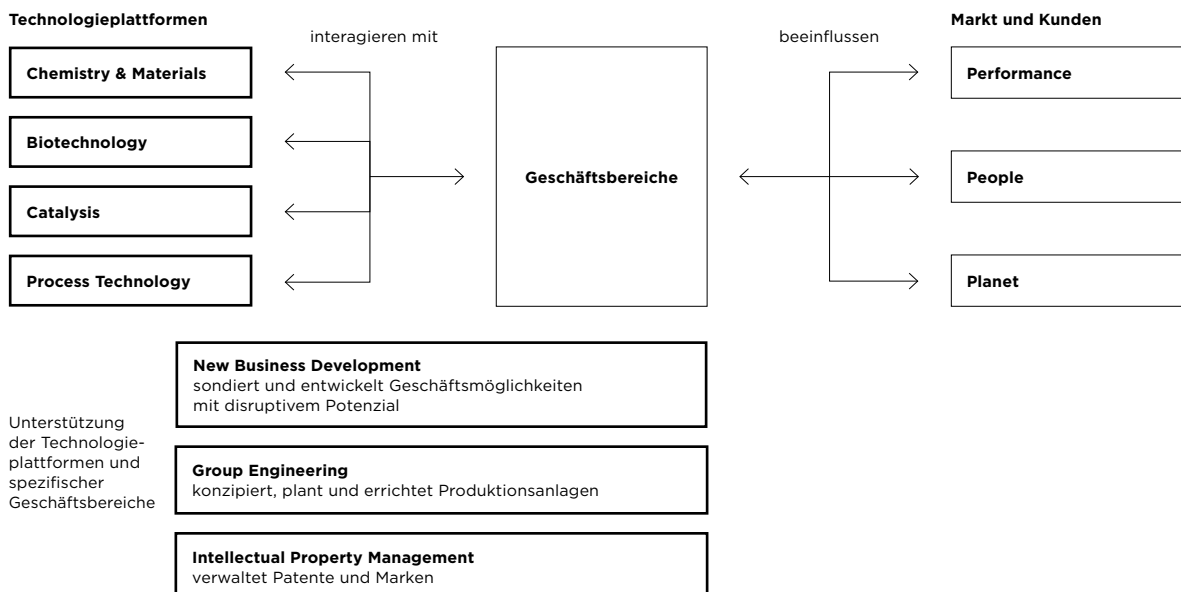 Technologieplattformen
Chemistry & Materials
Biotechnology
Catalysis
Process Technology
interagieren mit
Geschäftsbereiche
beeinflussen
Markt und Kunden
Performance
People
Planet
Unterstützung
der Technologie-
plattformen und
spezifischer
Geschäftsbereiche
New Business Development
sondiert und entwickelt Geschäftsmöglichkeiten
mit disruptivem Potenzial
Group Engineering
konzipiert, plant und errichtet Produktionsanlagen
Intellectual Property Management
verwaltet Patente und Marken